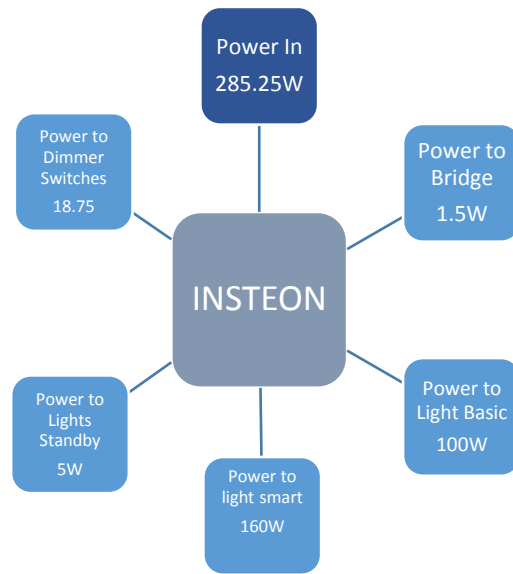 Power In
285.25W
Power to
Dimmer
Switches
18.75
Power to
Bridge
1.5W
INSTEON
Power to
Lights
Standby
5W
Power to
Light Basic
100W
Power to
light smart
160W